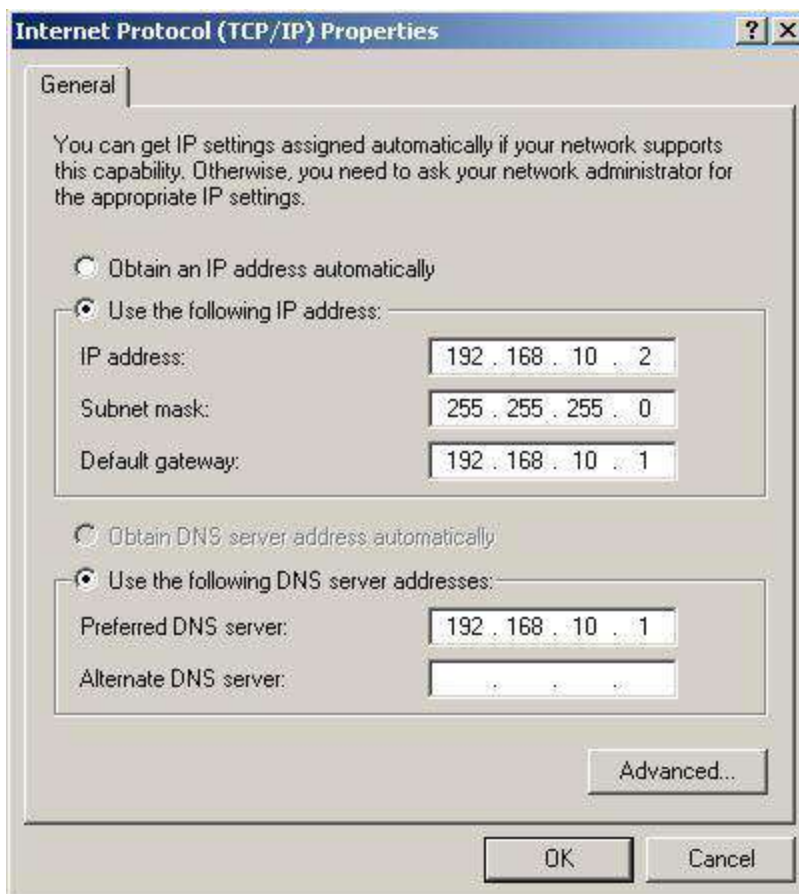 Internet Protocol (TCP/IP) Properties ? ×
General
You can get IP settings assigned automatically if your network supports
this capability. Otherwise, you need to ask your network administrator for
the appropriate IP settings.
Obtain an IP address automatically
Use the following IP address:
IP address: 192 . 168 . 10 . 2
Subnet mask: 255 . 255 . 255 . 0
Default gateway: 192 . 168 . 10 . 1
Obtain DNS server address automatically
Use the following DNS server addresses:
Preferred DNS server: 192 . 168 . 10 . 1
Alternate DNS server: . . .
Advanced...
OK Cancel